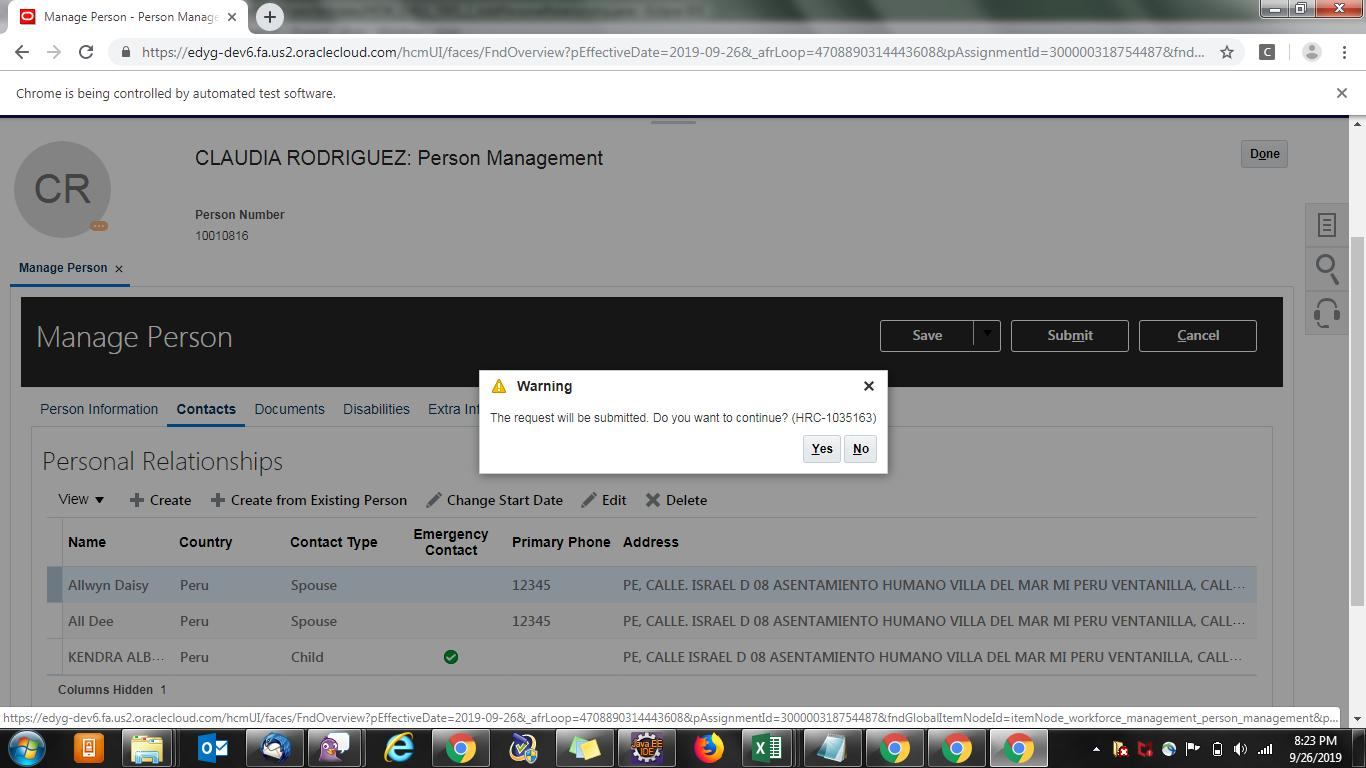 Manage Person - Person Manage
https://edyg-dev6.fa.us2.oraclecloud.com/hcmUI/faces/FndOverview?pEffectiveDate=2019-09-26&_afrLoop=4708890314443608&pAssignmentId=300000318754487&fnd...
C
Chrome is being controlled by automated test software.
CR
CLAUDIA RODRIGUEZ: Person Management
Done
Person Number
10010816
Manage Person
Manage Person
Save
Submit
Cancel
Warning
The request will be submitted. Do you want to continue? (HRC-1035163)
Yes No
Person Information Contacts Documents Disabilities Extra Inf
Personal Relationships
View Create Create from Existing Person Change Start Date Edit Delete
Name Country Contact Type Emergency Contact Primary Phone Address
Allwyn Daisy Peru Spouse 12345 PE, CALLE. ISRAEL D 08 ASENTAMIENTO HUMANO VILLA DEL MAR MI PERU VENTANILLA, CALL...
All Dee Peru Spouse 12345 PE, CALLE. ISRAEL D 08 ASENTAMIENTO HUMANO VILLA DEL MAR MI PERU VENTANILLA, CALL...
KENDRA ALB... Peru Child PE, CALLE ISRAEL D 08 ASENTAMIENTO HUMANO VILLA DEL MAR MI PERU VENTANILLA, CALL...
Columns Hidden 1
https://edyg-dev6.fa.us2.oraclecloud.com/hcmUI/faces/FndOverview?pEffectiveDate=2019-09-26&_afrLoop=4708890314443608&pAssignmentId=300000318754487&fndGlobalItemNodeId=itemNode_workforce_management_person_management&p...
Java EE
IDE
8:23 PM
9/26/2019